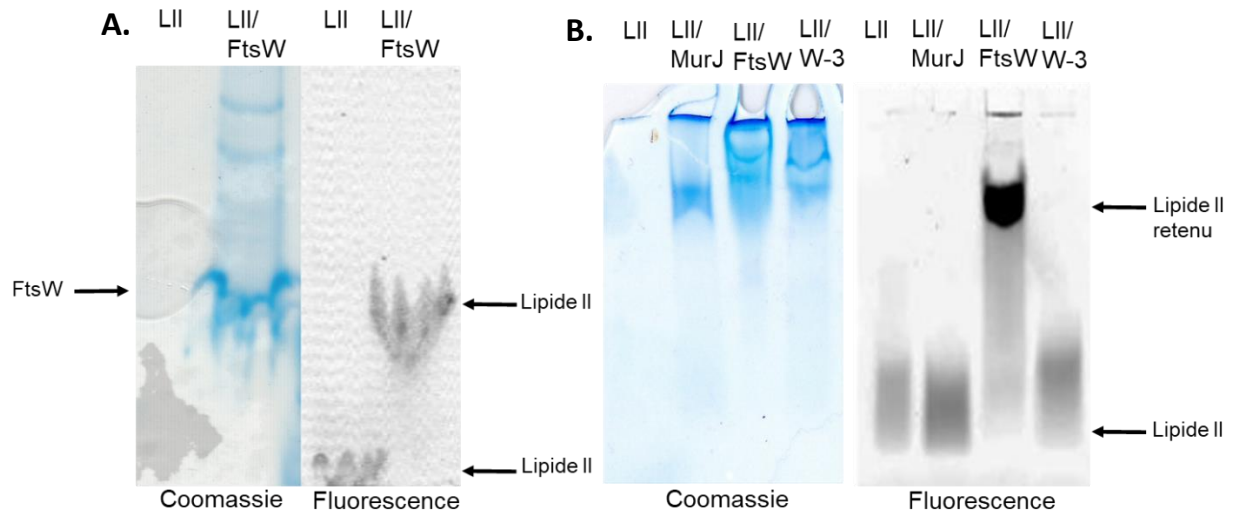 A.
LII
LII/
FtsW
LII
LII/
FtsW
FtsW
Lipide II
Lipide II
Coomassie
Fluorescence
B.
LII
LII/
MurJ
LII/
FtsW
LII/
W-3
LII
LII/
MurJ
LII/
FtsW
LII/
W-3
Lipide II
retenu
Lipide II
Coomassie
Fluorescence